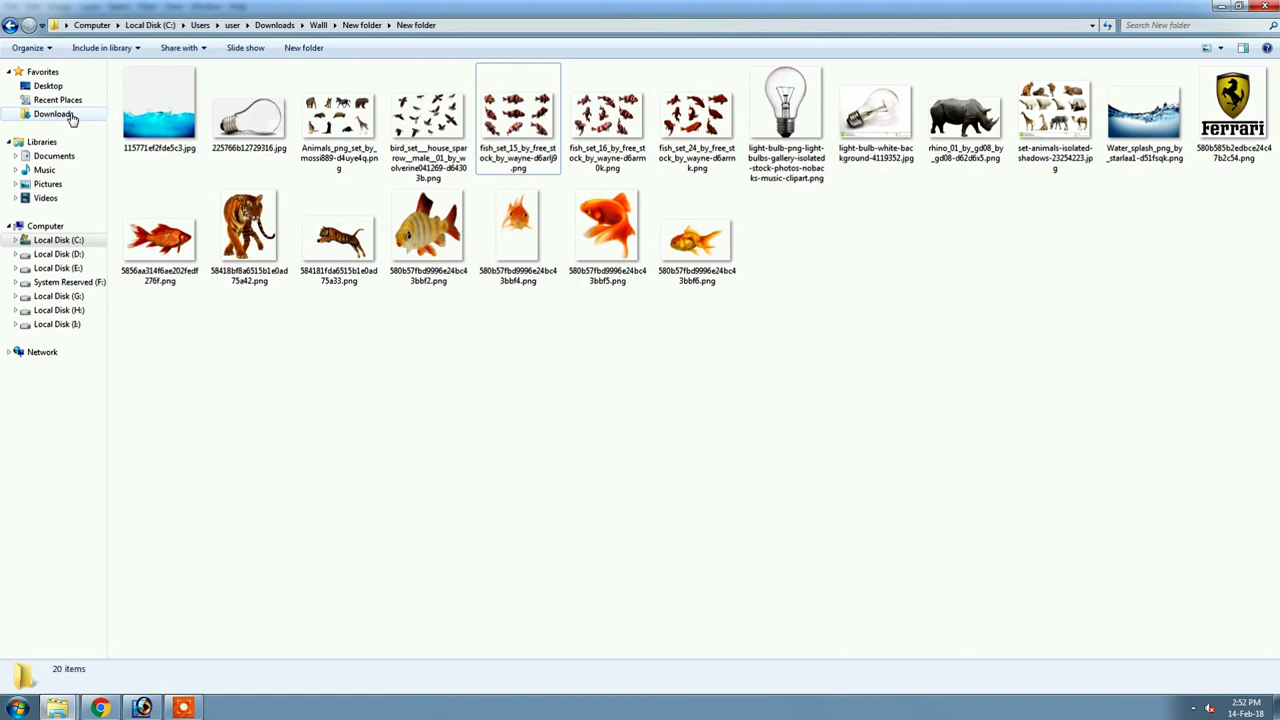 Computer ▸ Local Disk (C:) ▸ Users ▸ user ▸ Downloads ▸ Walll ▸ New folder ▸ New folder
Search New folder
Organize
Include in library
Share with
Slide show
New folder
Favorites
Desktop
Recent Places
Downloads
Libraries
Documents
Music
Pictures
Videos
Computer
Local Disk (C:)
Local Disk (D:)
Local Disk (E:)
System Reserved (F:)
Local Disk (G:)
Local Disk (H:)
Local Disk (I:)
Network
115771ef2fde5c3.jpg
225766b12729316.jpg
Animals_png_set_by_
mossi889-d4uye4q.pn
g
bird_set__house_spar
row__male__01_by_w
olverine041269-d6430
3b.png
fish_set_15_by_free_st
ock_by_wayne-d6arlj9
.png
fish_set_16_by_free_st
ock_by_wayne-d6arm
0k.png
fish_set_24_by_free_st
ock_by_wayne-d6arm
k.png
light-bulb-png-light-
bulbs-gallery-isolated
-stock-photos-noback
s-music-clipart.png
light-bulb-white-bac
kground-4119352.jpg
rhino_01_by_gd08_by
_gd08-d62d6x5.png
set-animals-isolated-
shadows-23254223.jp
g
Water_splash_png_by
_starlaa1-d51fsqk.png
Ferrari
580b585b2edbce24c4
7b2c54.png
5856aa314f6ae202fedf
276f.png
58418bf8a6515b1e0ad
75a42.png
584181fda6515b1e0ad
75a33.png
580b57fbd9996e24bc4
3bbf2.png
580b57fbd9996e24bc4
3bbf4.png
580b57fbd9996e24bc4
3bbf5.png
580b57fbd9996e24bc4
3bbf6.png
20 items
2:52 PM
14-Feb-18